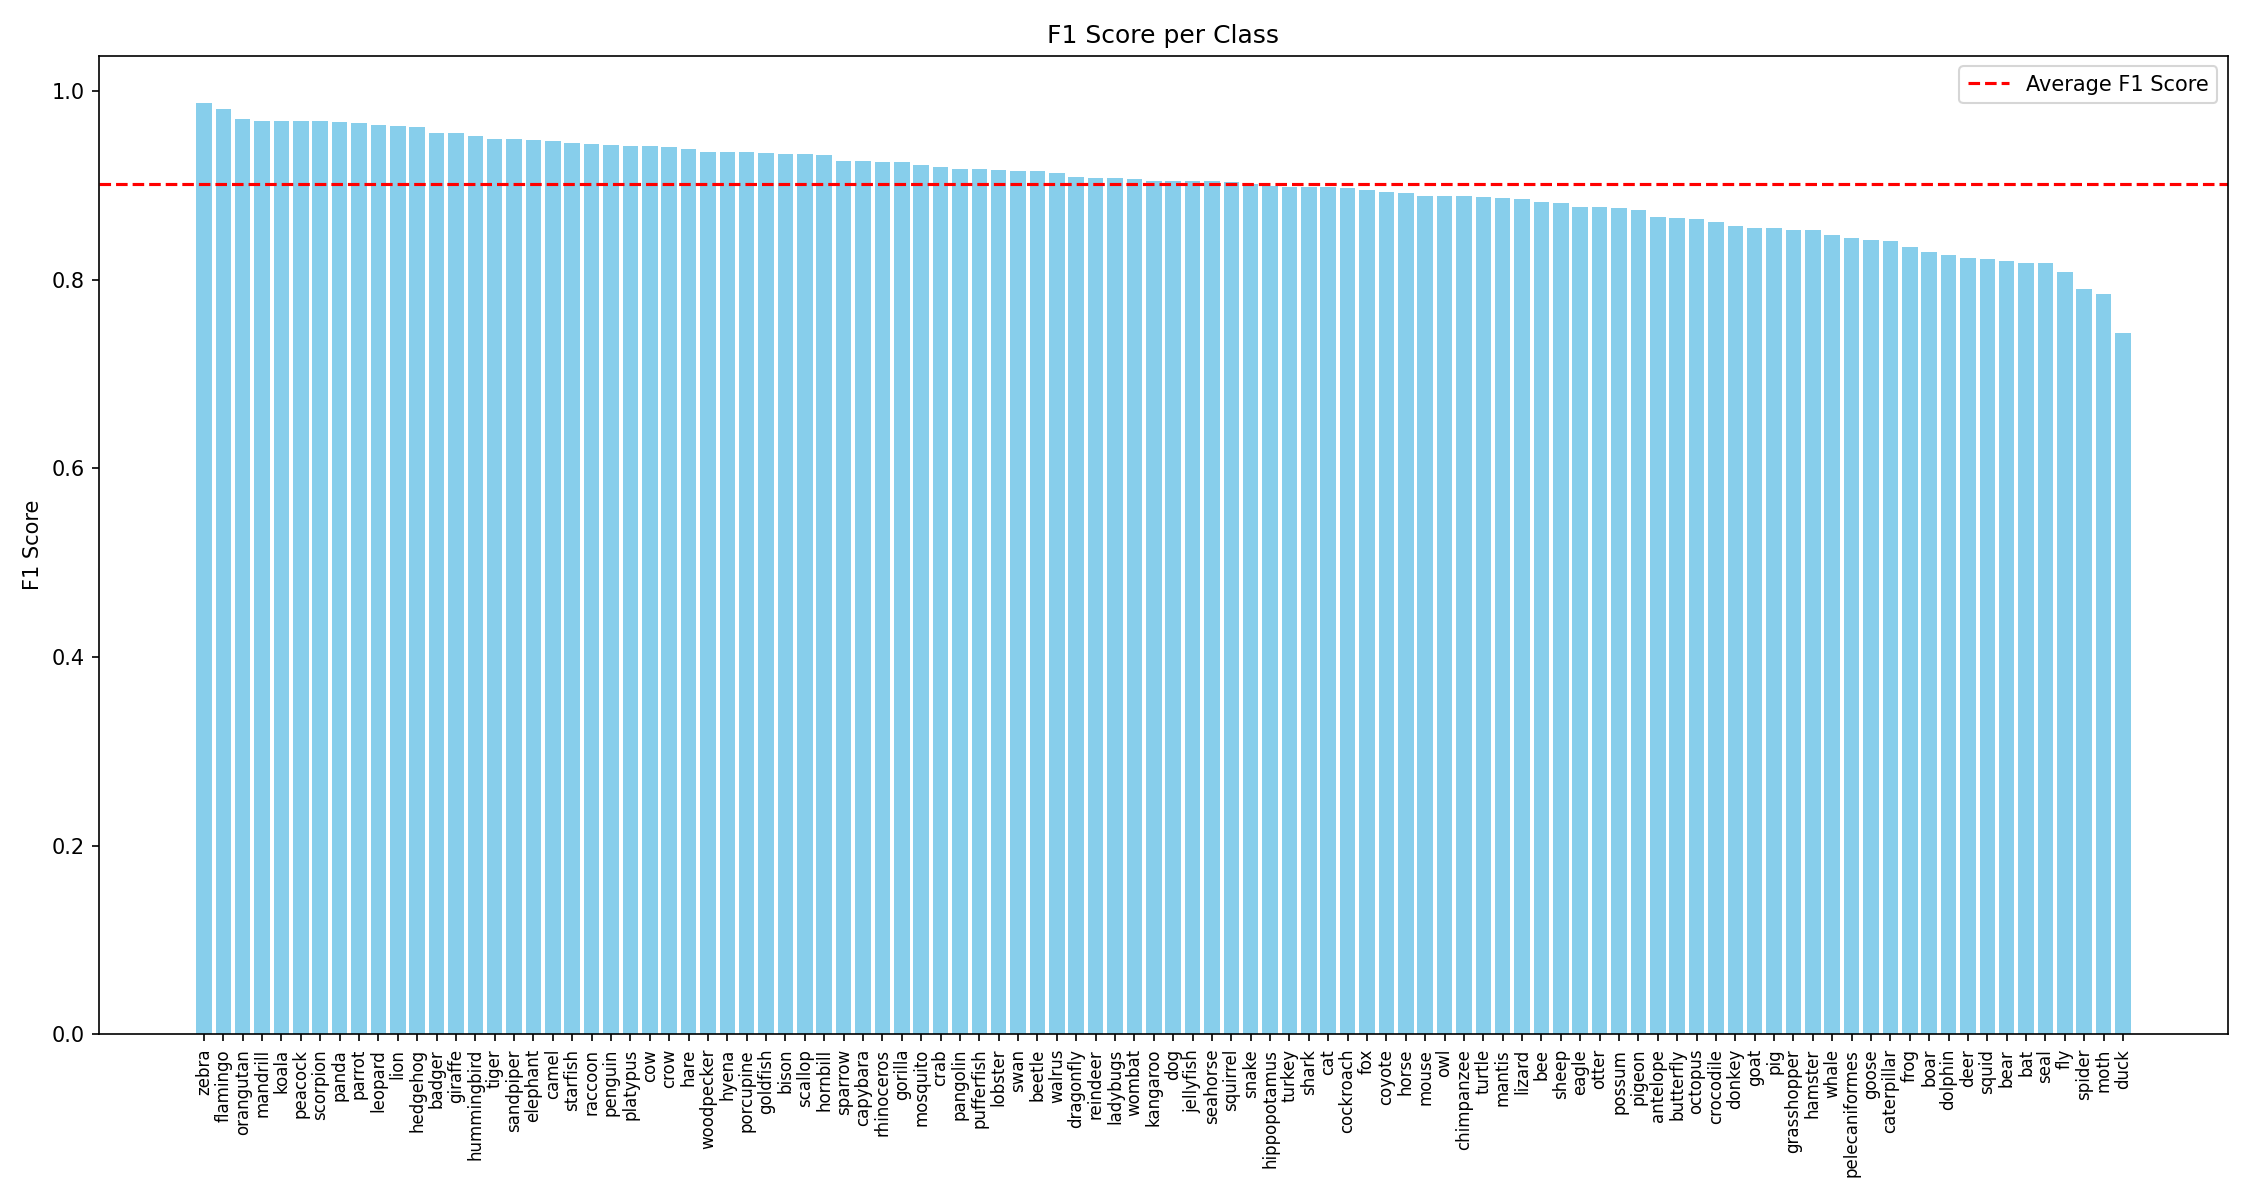 F1 Score per Class
Average F1 Score
F1 Score
1.0
0.8
0.6
0.4
0.2
0.0
zebra
flamingo
orangutan
mandrill
koala
peacock
scorpion
panda
parrot
leopard
lion
hedgehog
badger
giraffe
hummingbird
tiger
sandpiper
elephant
camel
starfish
raccoon
penguin
platypus
cow
crow
hare
woodpecker
hyena
porcupine
goldfish
bison
scallop
hornbill
sparrow
capybara
rhinoceros
gorilla
mosquito
crab
pangolin
pufferfish
lobster
swan
beetle
walrus
dragonfly
reindeer
ladybugs
wombat
kangaroo
dog
jellyfish
seahorse
squirrel
snake
hippopotamus
turkey
shark
cat
cockroach
fox
coyote
horse
mouse
owl
chimpanzee
turtle
mantis
lizard
bee
sheep
eagle
otter
possum
pigeon
antelope
butterfly
octopus
crocodile
donkey
goat
pig
grasshopper
hamster
whale
pelecaniformes
goose
caterpillar
frog
boar
dolphin
deer
squid
bear
bat
seal
fly
spider
moth
duck